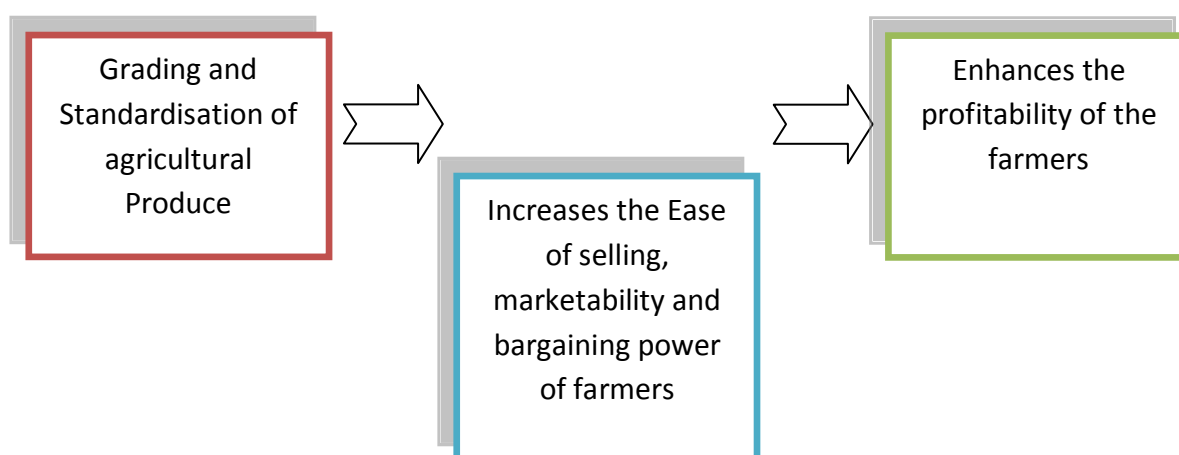 Grading and
Standardisation of
agricultural
Produce
Increases the Ease
of selling,
marketability and
bargaining power
of farmers
Enhances the
profitability of the
farmers